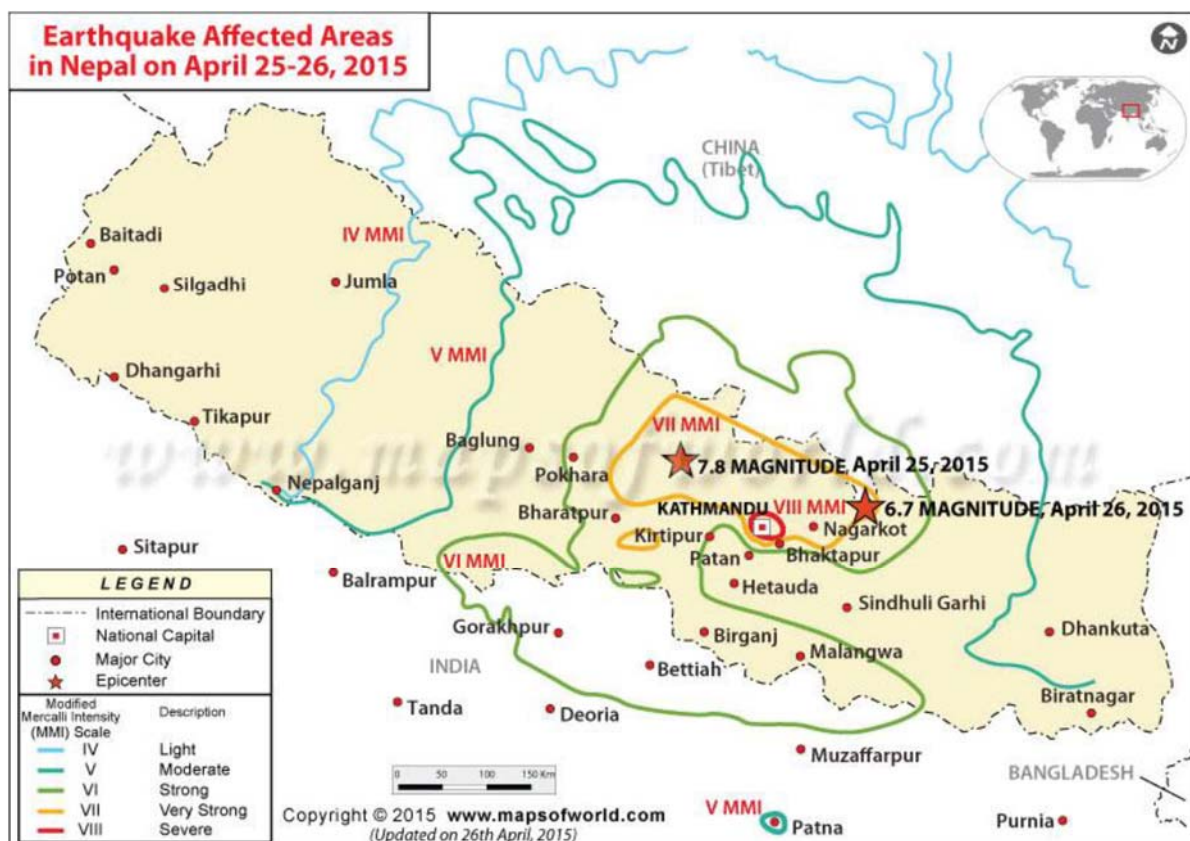 Earthquake Affected Areas
in Nepal on April 25-26, 2015
N
CHINA
(Tibet)
IV MMI
Baitadi
Potan
Silgadhi
Jumla
V MMI
Dhangarhi
Tikapur
VII MMI
Baglung
Pokhara
7.8 MAGNITUDE, April 25, 2015
www.mapsofworld.com
Nepalganj
Bharatpur
KATHMANDU
VIII MMI
6.7 MAGNITUDE, April 26, 2015
Nagarkot
Kirtipur
Sitapur
VI MMI
Patan
Bhaktapur
Balrampur
Hetauda
Sindhuli Garhi
Gorakhpur
Birganj
Dhankuta
Malangwa
INDIA
Bettiah
Biratnagar
Tanda
Deoria
Muzaffarpur
BANGLADESH
V MMI
Patna
Purnia
LEGEND
International Boundary
National Capital
Major City
Epicenter
Modified
Mercalli Intensity
(MMI) Scale
Description
IV Light
V Moderate
VI Strong
VII Very Strong
VIII Severe
0 50 100 150 Km
Copyright © 2015 www.mapsofworld.com
(Updated on 26th April, 2015)